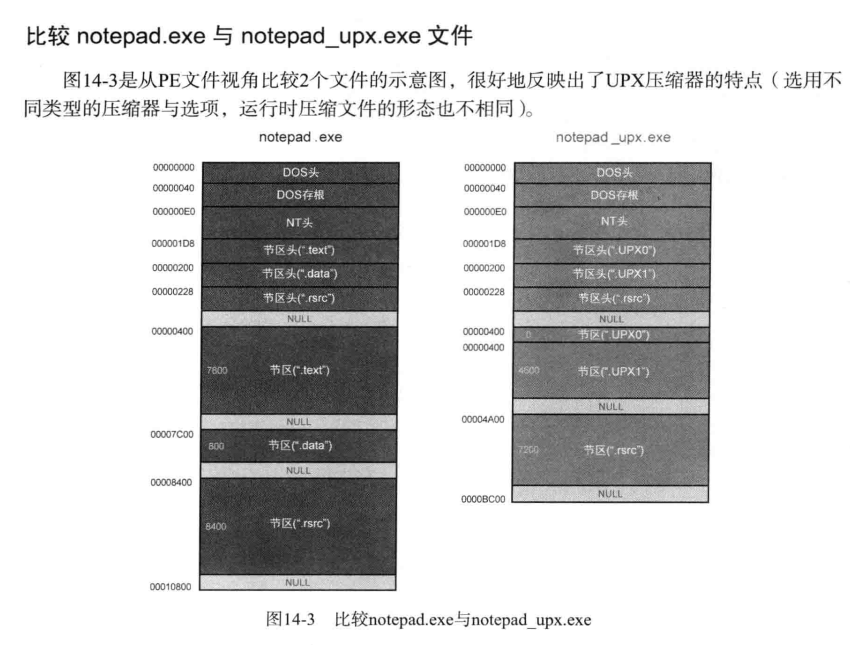 比较 notepad.exe 与 notepad_upx.exe 文件
图14-3是从PE文件视角比较2个文件的示意图，很好地反映出了UPX压缩器的特点（选用不
同类型的压缩器与选项，运行时压缩文件的形态也不相同）。
notepad.exe
00000000 DOS头
00000040 DOS存根
000000E0 NT头
000001D8 节区头(".text")
00000200 节区头(".data")
00000228 节区头(".rsrc")
NULL
00000400
7800 节区(".text")
NULL
00007C00
800 节区(".data")
NULL
00008400
8400 节区(".rsrc")
NULL
00010800
notepad_upx.exe
00000000 DOS头
00000040 DOS存根
000000E0 NT头
000001D8 节区头(".UPX0")
00000200 节区头(".UPX1")
00000228 节区头(".rsrc")
NULL
00000400 0 节区(".UPX0")
00000400
4600 节区(".UPX1")
NULL
00004A00
7200 节区(".rsrc")
NULL
0000BC00
图14-3 比较notepad.exe与notepad_upx.exe